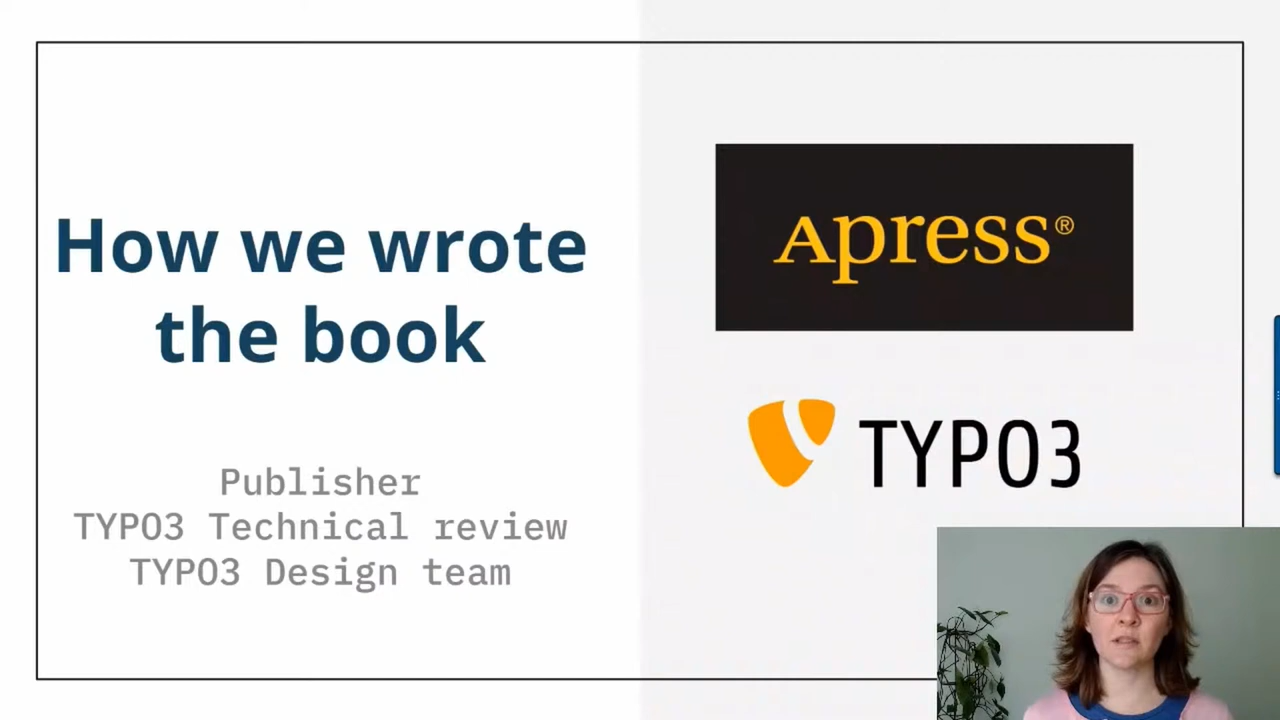 How we wrote
the book
Publisher
TYPO3 Technical review
TYPO3 Design team
Apress®
TYPO3